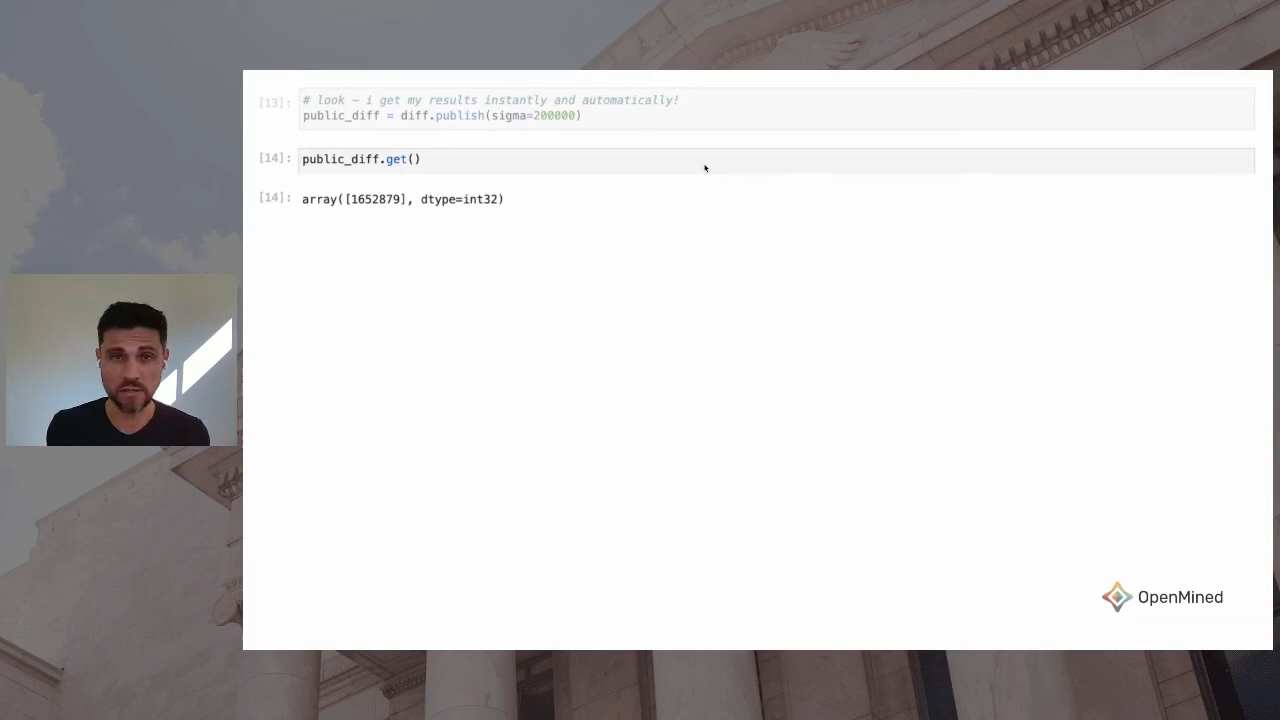 [13]:
# look - i get my results instantly and automatically!
public_diff = diff.publish(sigma=200000)
[14]:
public_diff.get()
[14]:
array([1652879], dtype=int32)
OpenMined